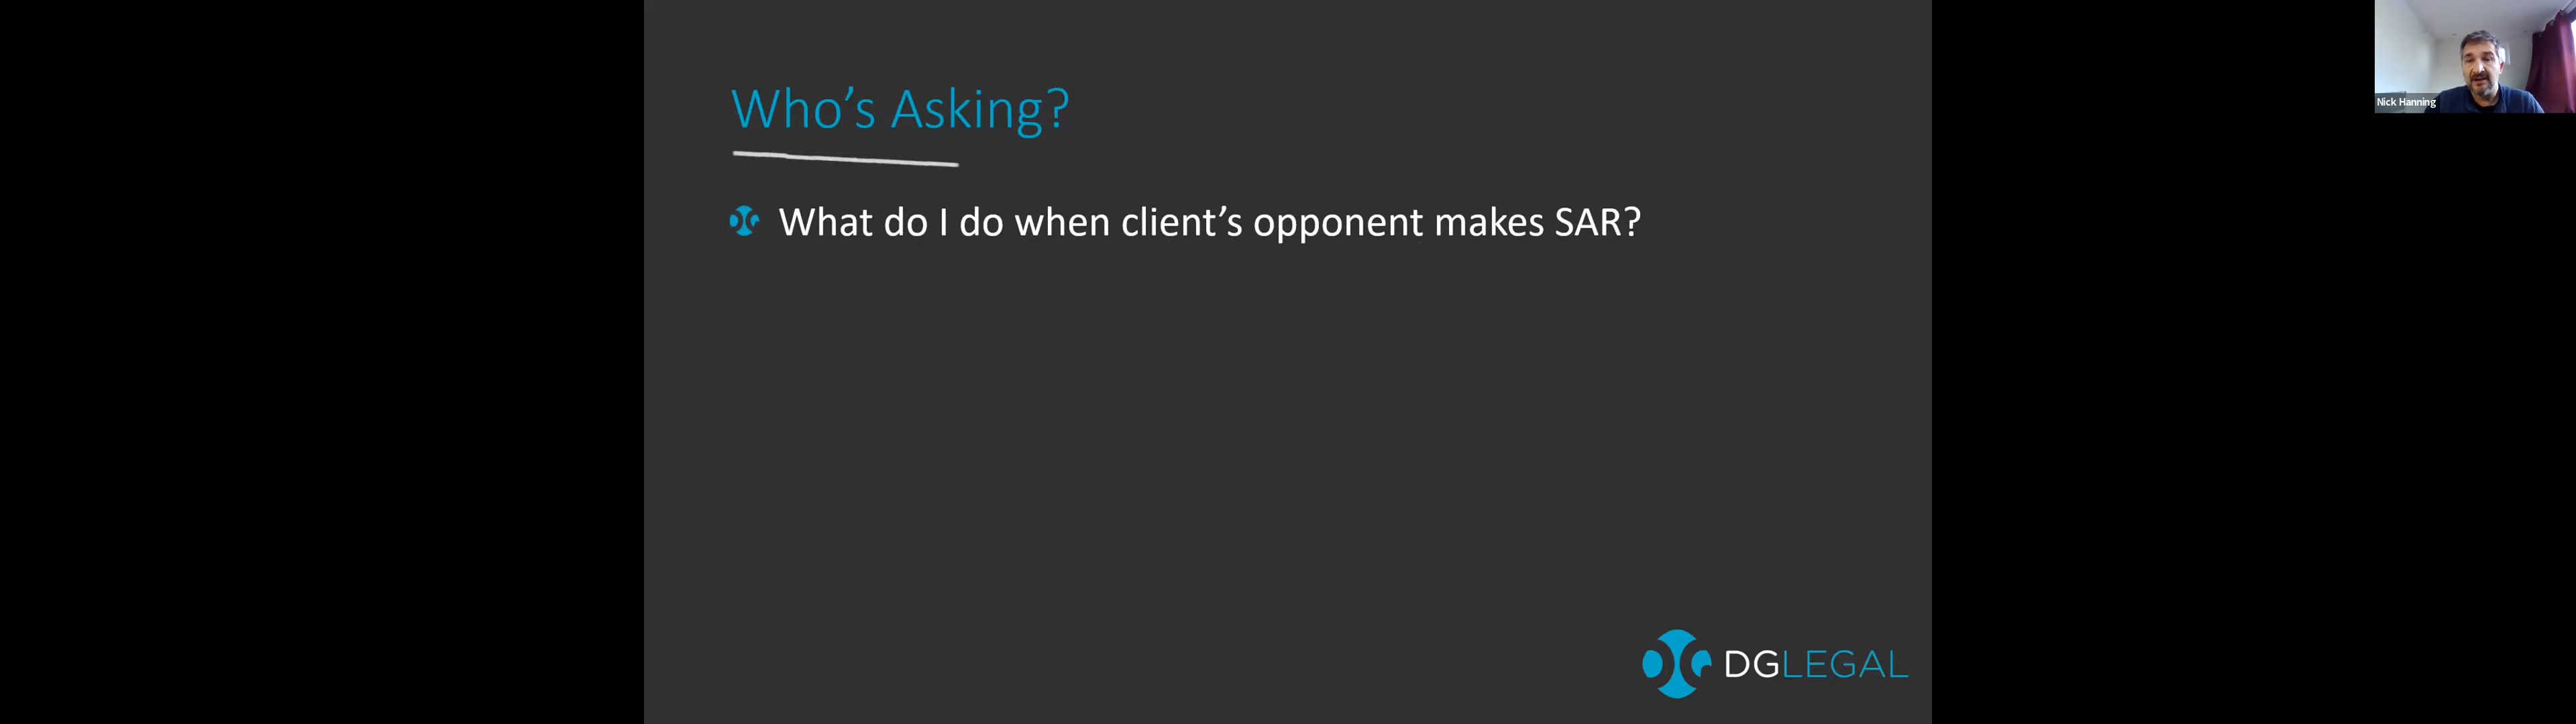 Who's Asking?
What do I do when client's opponent makes SAR?
DGLEGAL
Nick Hanning